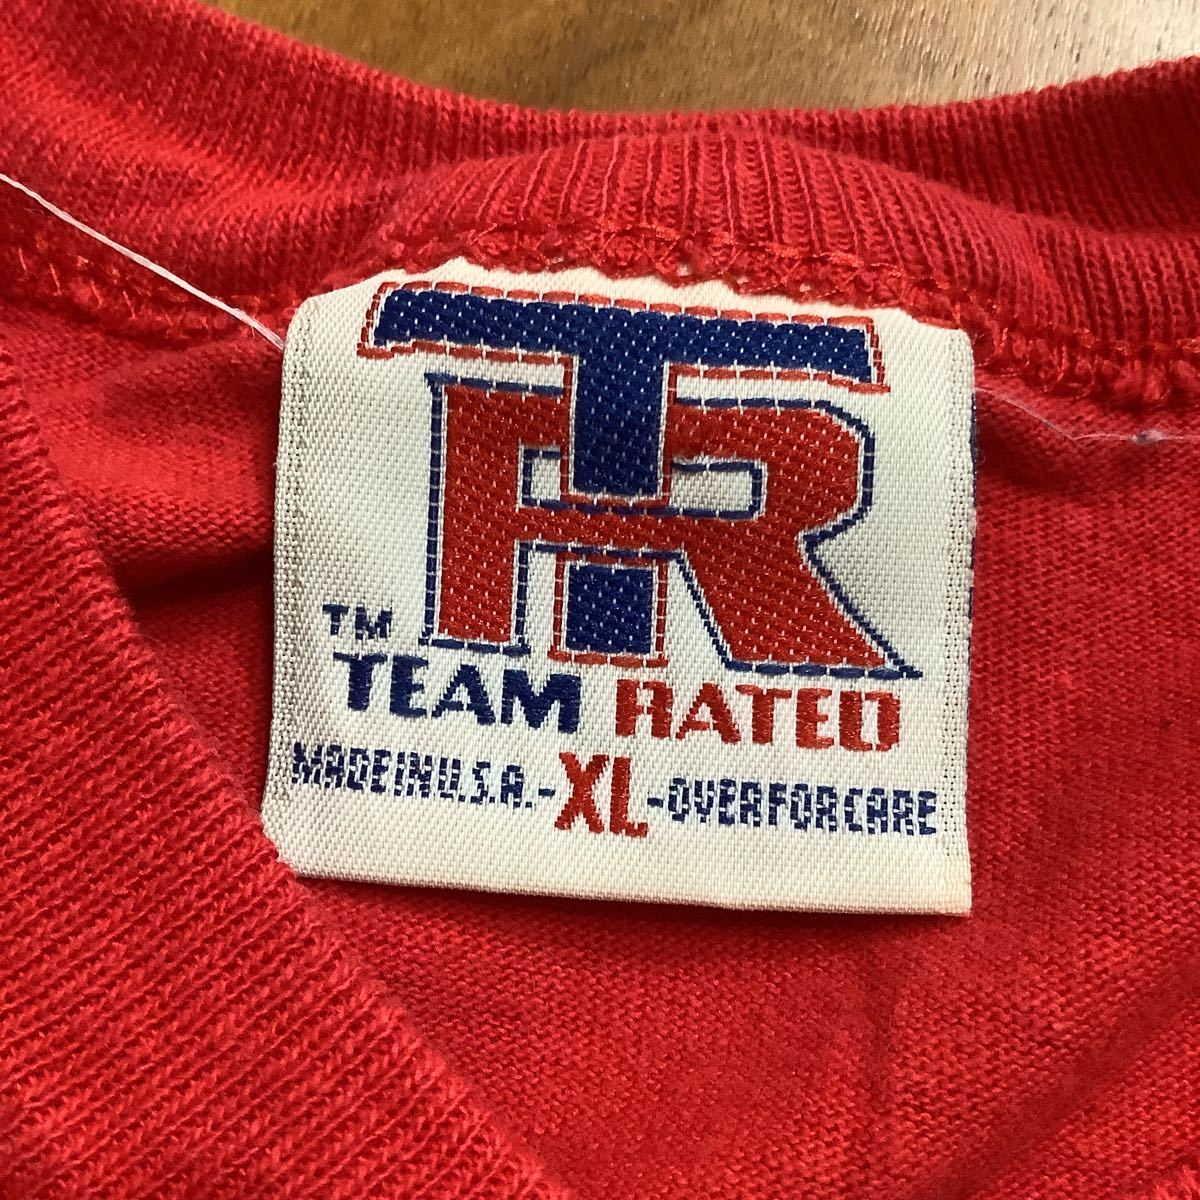 TR
TM
TEAM RATED
MADE IN U.S.A.-XL-OVER FOR CARE